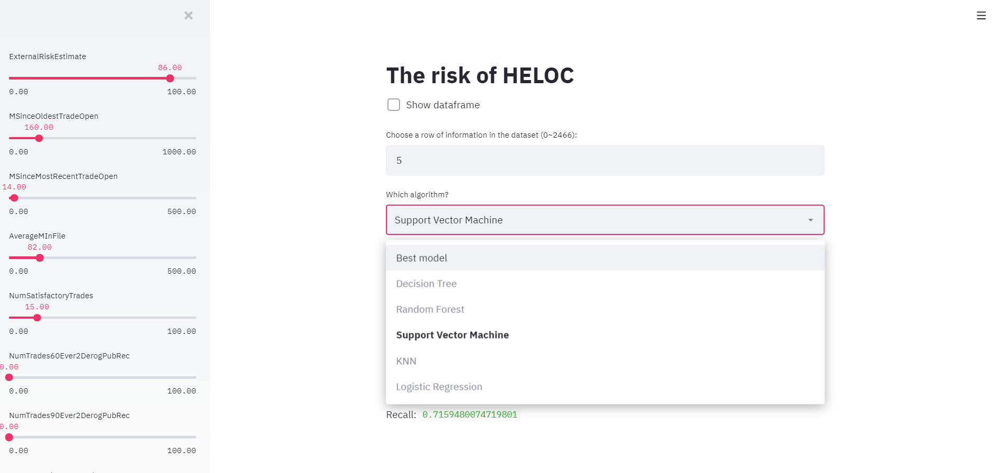 ExternalRiskEstimate
86.00
0.00 100.00
MSinceOldestTradeOpen
160.00
0.00 1000.00
MSinceMostRecentTradeOpen
14.00
0.00 500.00
AverageMInFile
82.00
0.00 500.00
NumSatisfactoryTrades
15.00
0.00 100.00
NumTrades60Ever2DerogPubRec
0.00
0.00 100.00
NumTrades90Ever2DerogPubRec
0.00
0.00 100.00
The risk of HELOC
Show dataframe
Choose a row of information in the dataset (0~2466):
5
Which algorithm?
Support Vector Machine
Best model
Decision Tree
Random Forest
Support Vector Machine
KNN
Logistic Regression
Recall: 0.7159480074719801